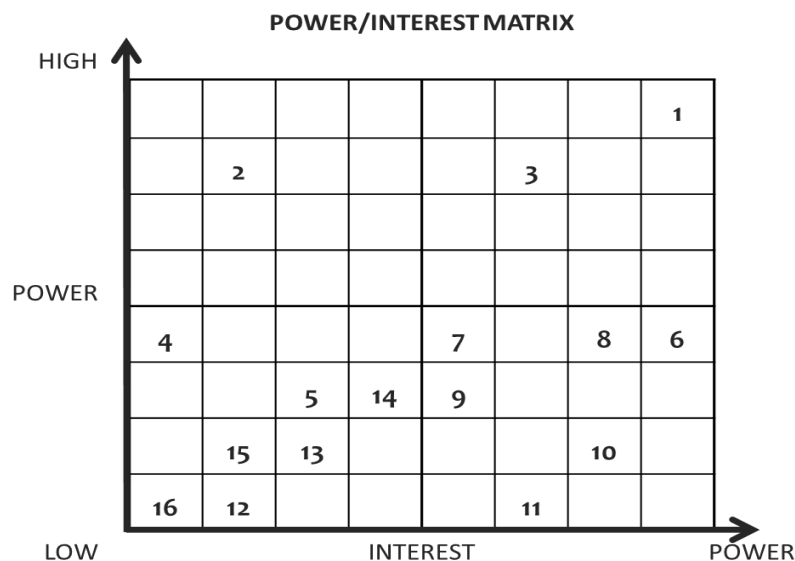 POWER/INTEREST MATRIX
HIGH
1
2 3
POWER
4 7 8 6
5 14 9
15 13 10
16 12 11
LOW INTEREST POWER